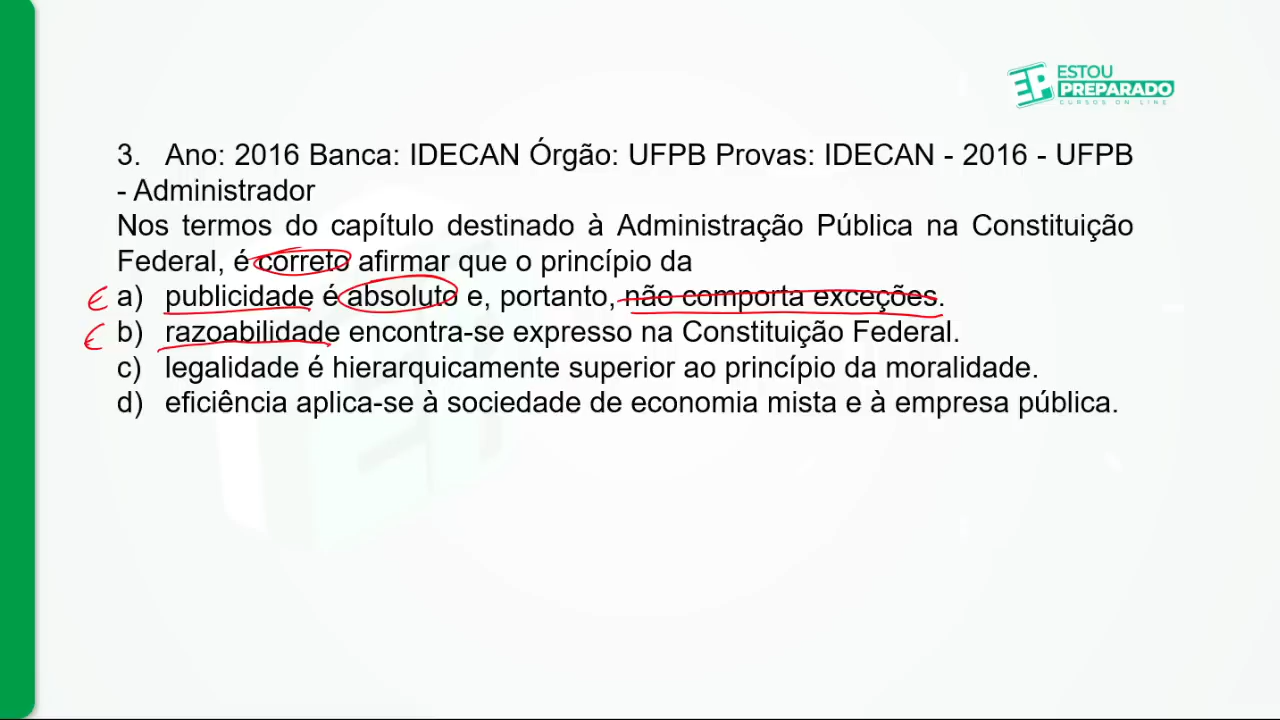 ESTOU
PREPARADO
CURSOS ON LINE
3. Ano: 2016 Banca: IDECAN Órgão: UFPB Provas: IDECAN - 2016 - UFPB
- Administrador
Nos termos do capítulo destinado à Administração Pública na Constituição
Federal, é correto afirmar que o princípio da
E a) publicidade é absoluto e, portanto, não comporta exceções.
E b) razoabilidade encontra-se expresso na Constituição Federal.
c) legalidade é hierarquicamente superior ao princípio da moralidade.
d) eficiência aplica-se à sociedade de economia mista e à empresa pública.